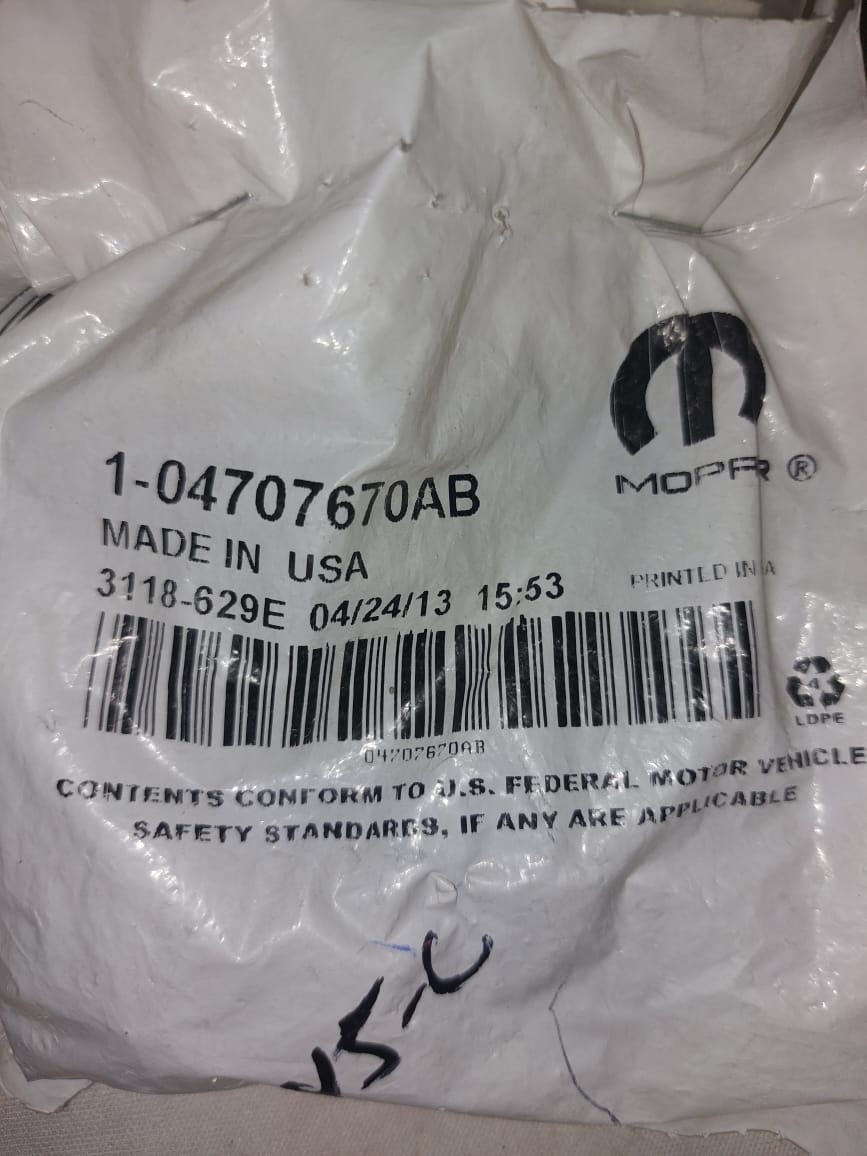 MOPAR ®
1-04707670AB
MADE IN USA
3118-629E 04/24/13 15:53
PRINTED IN
04707670AB
4
LDPE
CONTENTS CONFORM TO U.S. FEDERAL MOTOR VEHICLE
SAFETY STANDARDS, IF ANY ARE APPLICABLE